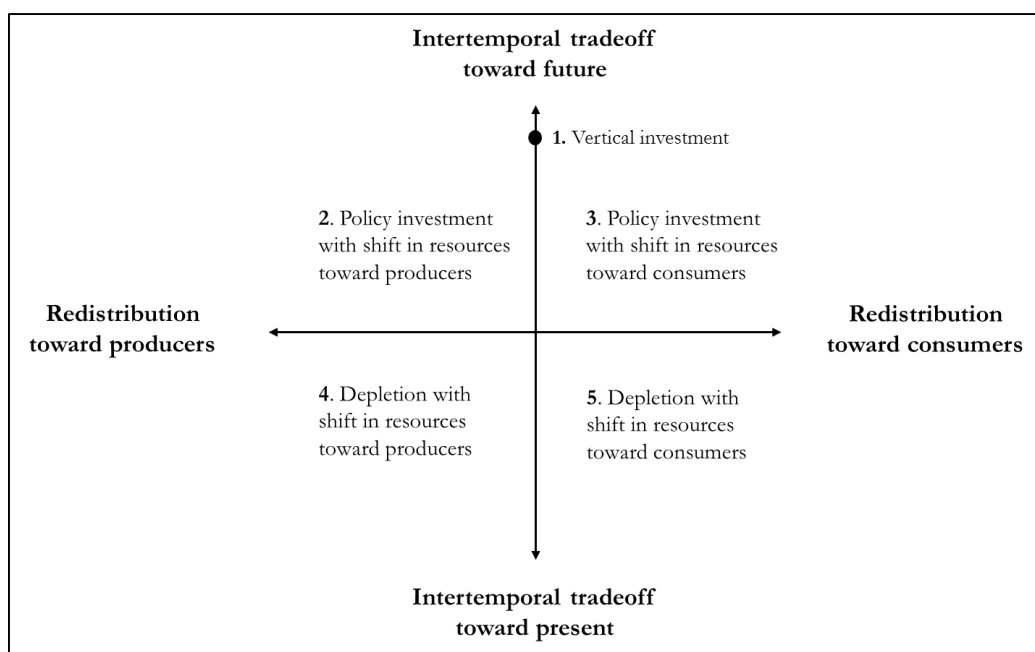 Intertemporal tradeoff
toward future
1. Vertical investment
2. Policy investment
with shift in resources
toward producers
3. Policy investment
with shift in resources
toward consumers
Redistribution
toward producers
Redistribution
toward consumers
4. Depletion with
shift in resources
toward producers
5. Depletion with
shift in resources
toward consumers
Intertemporal tradeoff
toward present